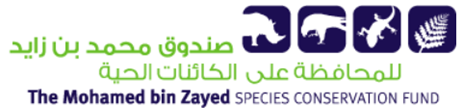 صندوق محمد بن زايد
للمحافظة على الكائنات الحية
The Mohamed bin Zayed SPECIES CONSERVATION FUND